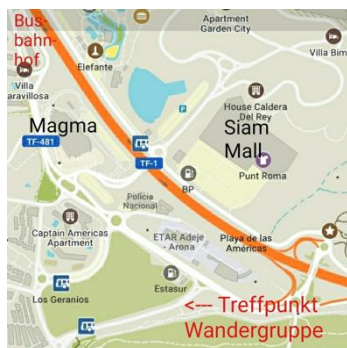 Apartment
Garden City
Bus-
bahn-
hof
Elefante
Villa Bim
Villa
aravillosa
House Caldera
Del Rey
Magma
Siam
Mall
TF-481
TF-1
P
Punt Roma
BP
Policía
Nacional
Captain Americas
Apartment
ETAR Adeje -
Arona
Playa de las
Américas
Los Geranios
Estasur
<--- Treffpunkt
Wandergruppe